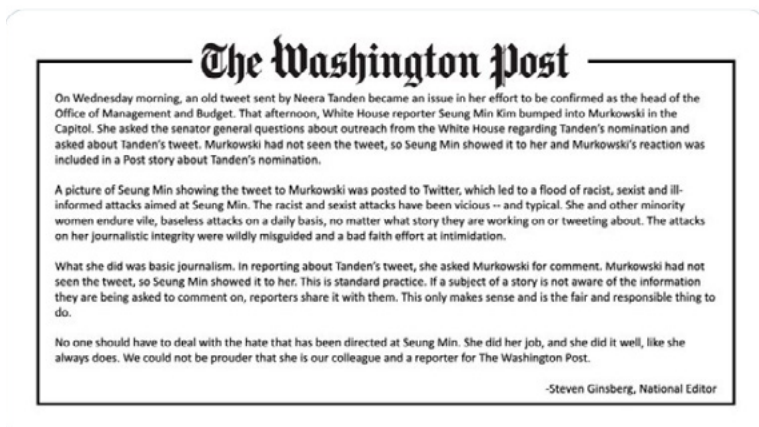 The Washington Post
On Wednesday morning, an old tweet sent by Neera Tanden became an issue in her effort to be confirmed as the head of the
Office of Management and Budget. That afternoon, White House reporter Seung Min Kim bumped into Murkowski in the
Capitol. She asked the senator general questions about outreach from the White House regarding Tanden's nomination and
asked about Tanden's tweet. Murkowski had not seen the tweet, so Seung Min showed it to her and Murkowski's reaction was
included in a Post story about Tanden's nomination.
A picture of Seung Min showing the tweet to Murkowski was posted to Twitter, which led to a flood of racist, sexist and ill-
informed attacks aimed at Seung Min. The racist and sexist attacks have been vicious -- and typical. She and other minority
women endure vile, baseless attacks on a daily basis, no matter what story they are working on or tweeting about. The attacks
on her journalistic integrity were wildly misguided and a bad faith effort at intimidation.
What she did was basic journalism. In reporting about Tanden's tweet, she asked Murkowski for comment. Murkowski had not
seen the tweet, so Seung Min showed it to her. This is standard practice. If a subject of a story is not aware of the information
they are being asked to comment on, reporters share it with them. This only makes sense and is the fair and responsible thing to
do.
No one should have to deal with the hate that has been directed at Seung Min. She did her job, and she did it well, like she
always does. We could not be prouder that she is our colleague and a reporter for The Washington Post.
-Steven Ginsberg, National Editor